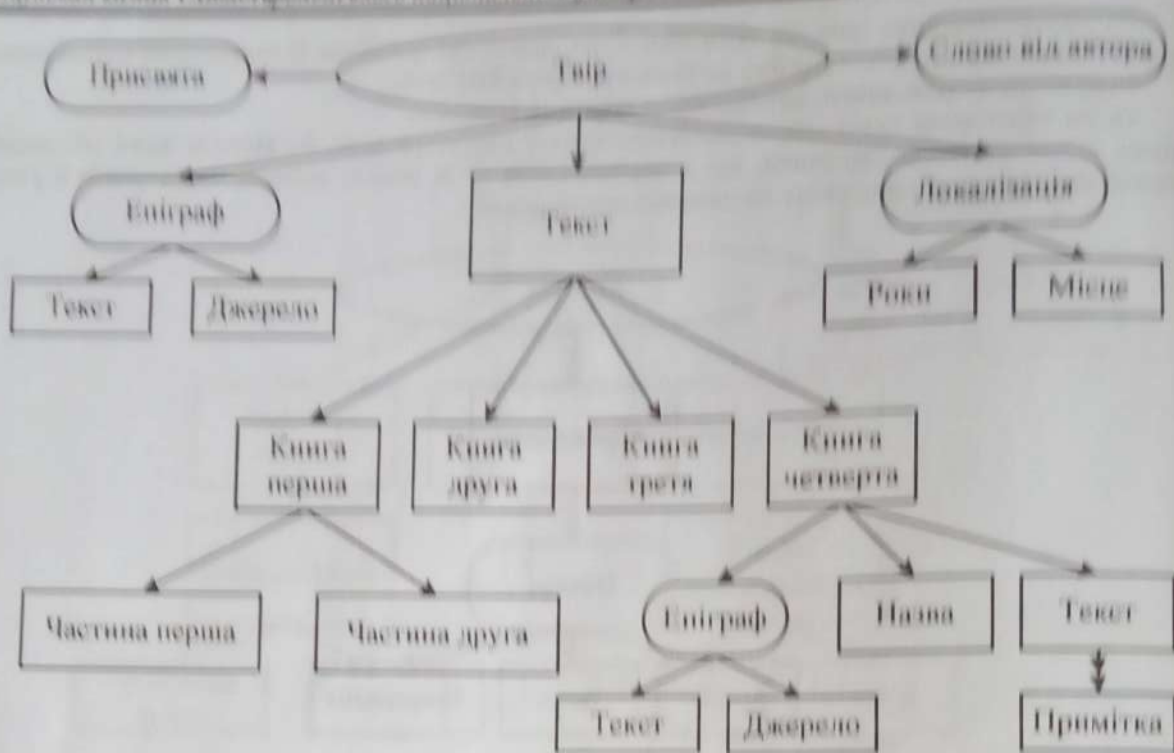 Присвята
Твір
Слово від автора
Епіграф
Текст
Локалізація
Текст
Джерело
Роки
Місце
Книга
перша
Книга
друга
Книга
третя
Книга
четверта
Частина перша
Частина друга
Епіграф
Назва
Текст
Текст
Джерело
Примітка